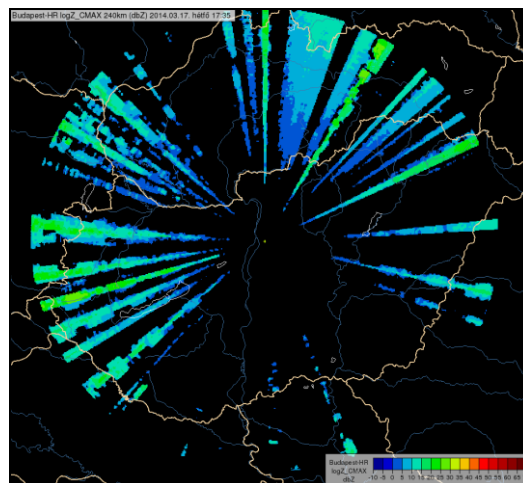 Budapest-HR logZ_CMAX 240km (dbZ) 2014.03.17. hétfő 17:35
Budapest-HR
logZ_CMAX
dbZ
-10 -5 0 5 10 15 20 25 30 35 40 45 50 55 60 65